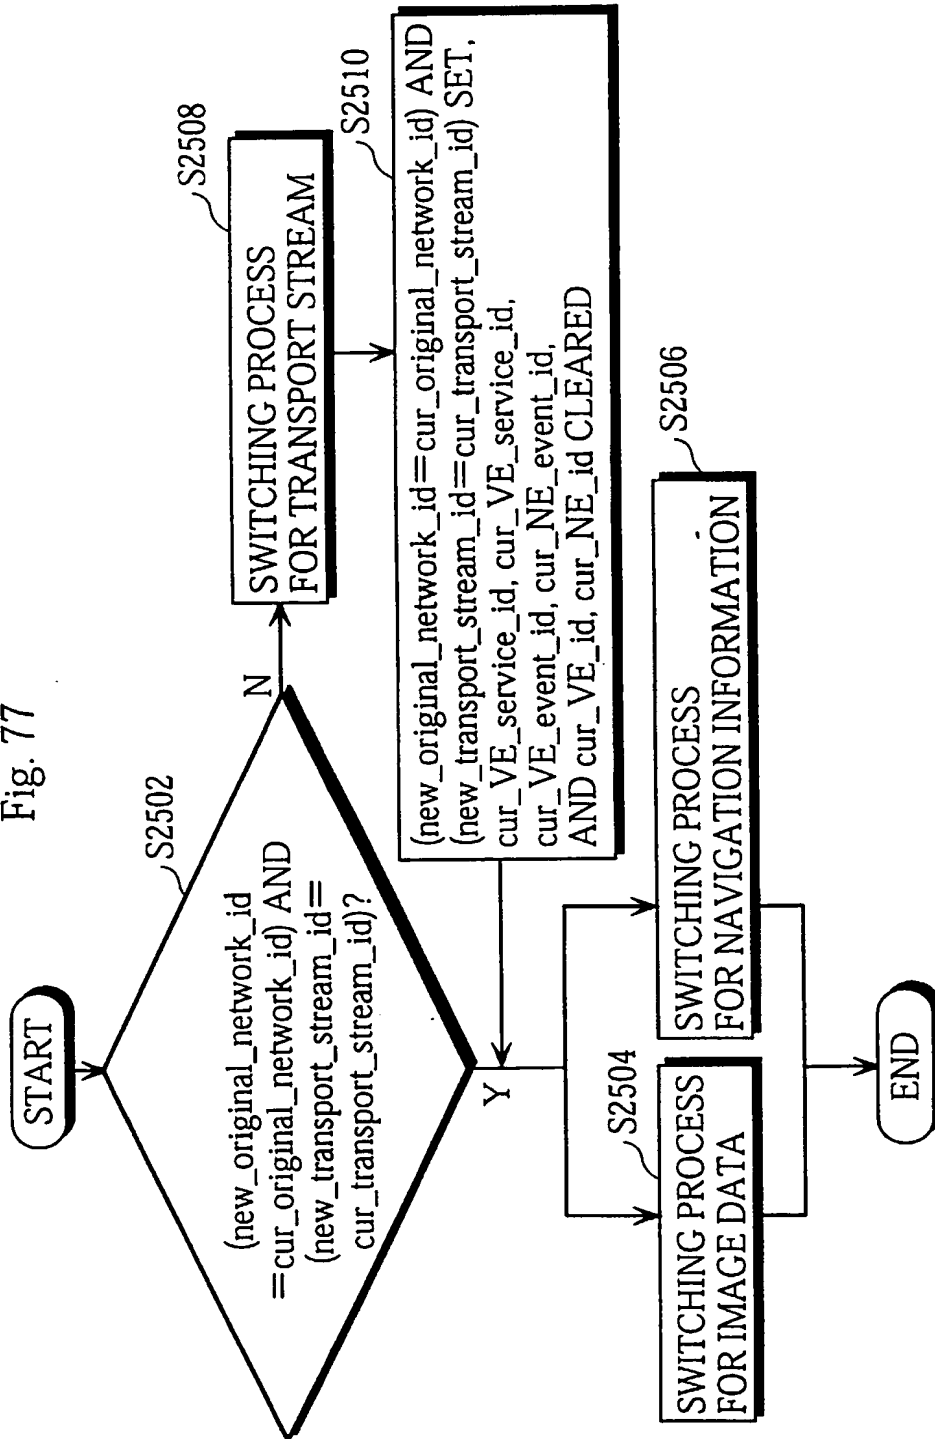 Fig. 77
START
S2502
(new_original_network_id
=cur_original_network_id) AND
(new_transport_stream_id=
cur_transport_stream_id)?
N
S2508
SWITCHING PROCESS
FOR TRANSPORT STREAM
S2510
(new_original_network_id=cur_original_network_id) AND
(new_transport_stream_id=cur_transport_stream_id) SET,
cur_VE_service_id, cur_VE_service_id,
cur_VE_event_id, cur_NE_event_id,
AND cur_VE_id, cur_NE_id CLEARED
Y
S2504
SWITCHING PROCESS
FOR IMAGE DATA
S2506
SWITCHING PROCESS
FOR NAVIGATION INFORMATION
END